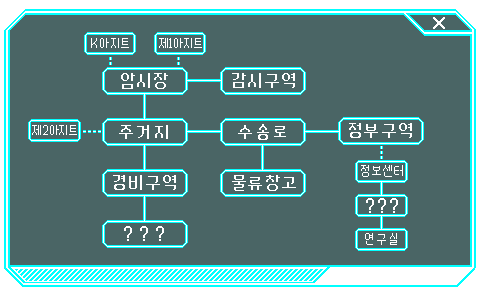 K아지트 제1아지트
암시장 감시구역
제2아지트 주거지 수송로 정부구역
경비구역 물류창고 정보센터
? ? ? ???
연구실